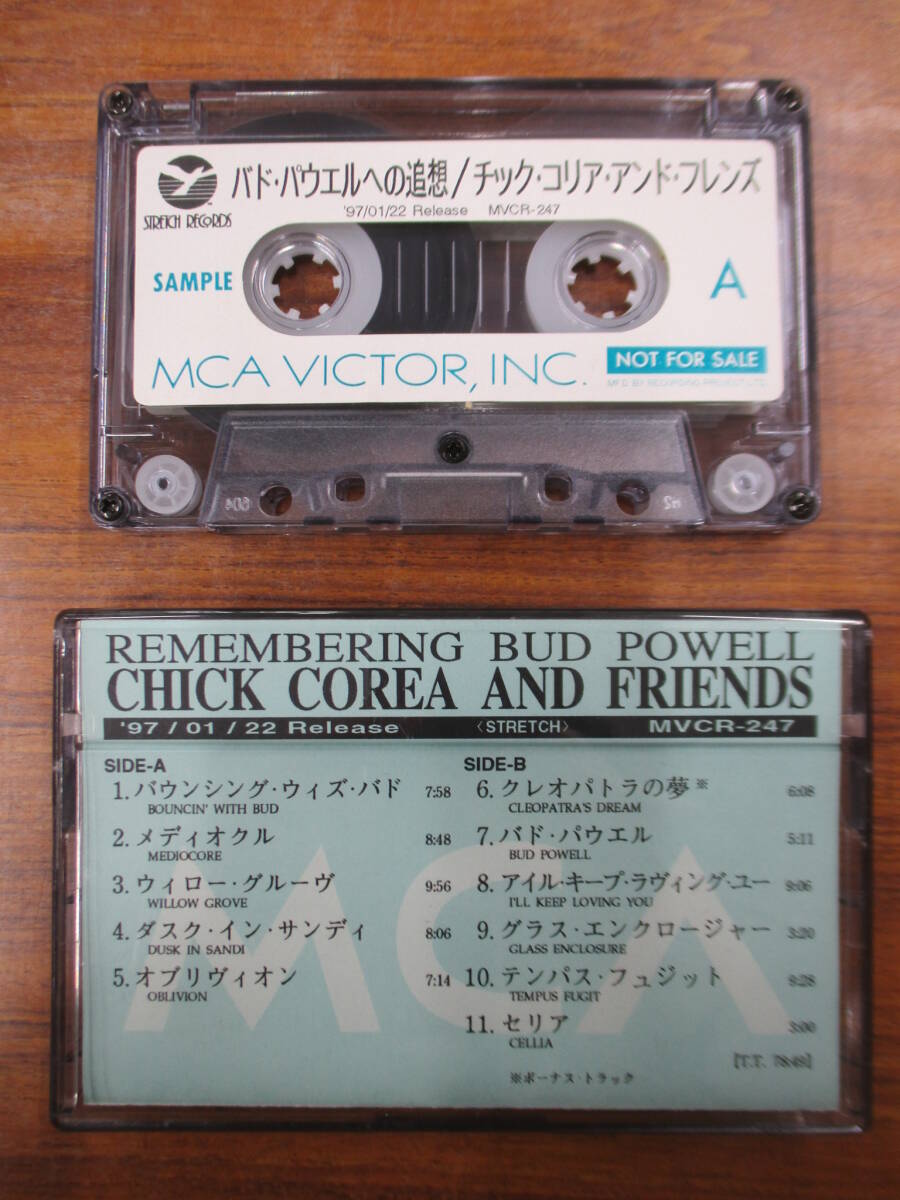 バド・パウエルへの追想/チック・コリア・アンド・フレンズ
STRETCH RECORDS
'97/01/22 Release MVCR-247
SAMPLE
A
MCA VICTOR, INC.
NOT FOR SALE
MFD BY RECORDING PREVIEST LTD.
604
REMEMBERING BUD POWELL
CHICK COREA AND FRIENDS
'97/01/22 Release 〈STRETCH〉 MVCR-247
SIDE-A
1. バウンシング・ウィズ・バド 7:58
BOUNCIN' WITH BUD
2. メディオクル 8:48
MEDIOCORE
3. ウィロー・グルーヴ 9:56
WILLOW GROVE
4. ダスク・イン・サンディ 8:06
DUSK IN SANDI
5. オブリヴィオン 7:14
OBLIVION
SIDE-B
6. クレオパトラの夢※ 6:08
CLEOPATRA'S DREAM
7. バド・パウエル 5:11
BUD POWELL
8. アイル・キープ・ラヴィング・ユー 9:06
I'LL KEEP LOVING YOU
9. グラス・エンクロージャー 3:20
GLASS ENCLOSURE
10. テンパス・フュジット 9:28
TEMPUS FUGIT
11. セリア 3:00
CELLIA
[T.T. 78:48]
※ボーナス・トラック
MCA